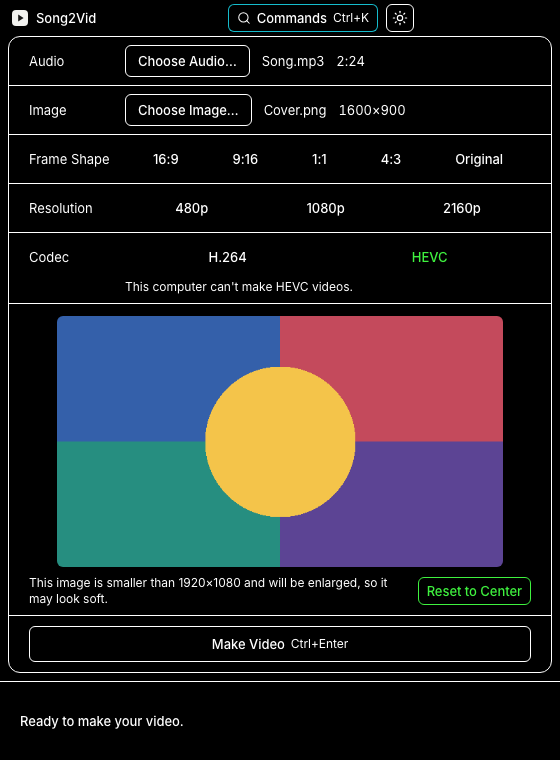 Song2Vid
Commands Ctrl+K
Audio Choose Audio... Song.mp3 2:24
Image Choose Image... Cover.png 1600×900
Frame Shape 16:9 9:16 1:1 4:3 Original
Resolution 480p 1080p 2160p
Codec H.264 HEVC
This computer can't make HEVC videos.
This image is smaller than 1920×1080 and will be enlarged, so it
may look soft.
Reset to Center
Make Video Ctrl+Enter
Ready to make your video.